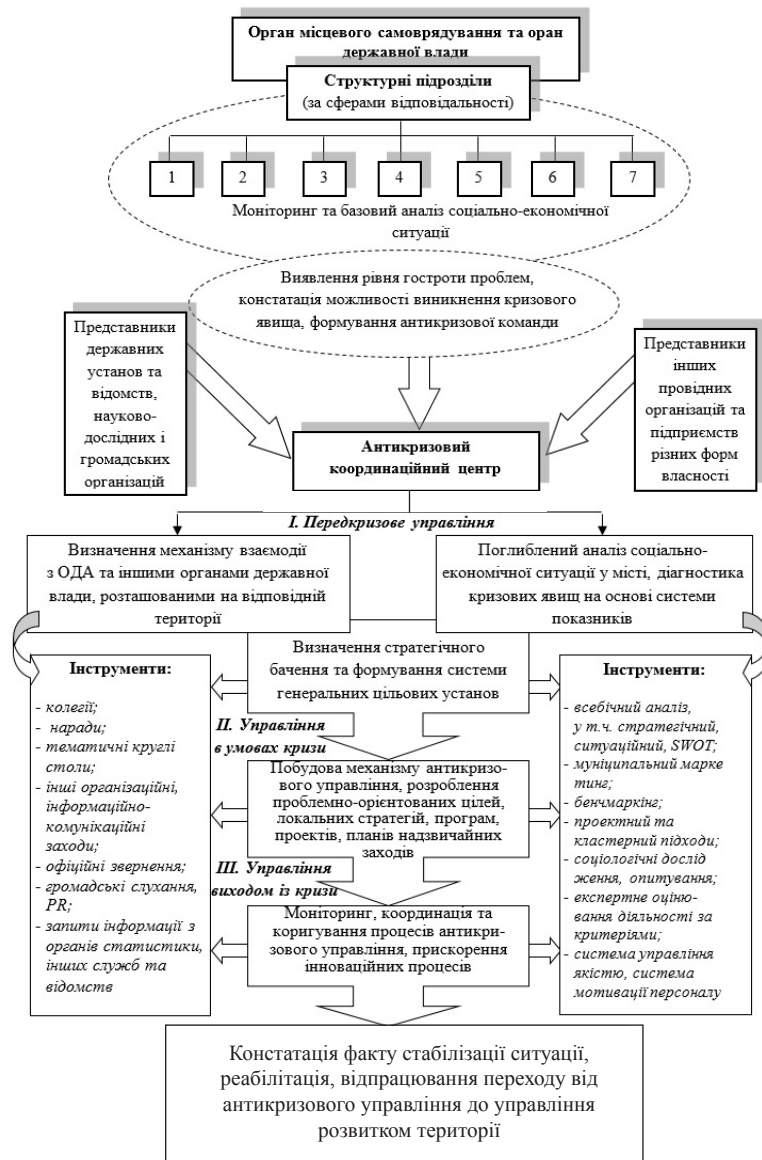 Орган місцевого самоврядування та оран
державної влади
Структурні підрозділи
(за сферами відповідальності)
1 2 3 4 5 6 7
Моніторинг та базовий аналіз соціально-економічної
ситуації
Виявлення рівня гостроти проблем,
констатація можливості виникнення кризового
явища, формування антикризової команди
Представники
державних
установ та
відомств,
науково-
дослідних і
громадських
організацій
Представники
інших
провідних
організацій та
підприємств
різних форм
власності
Антикризовий
координаційний центр
I. Передкризове управління
Визначення механізму взаємодії
з ОДА та іншими органами державної
влади, розташованими на відповідній
території
Поглиблений аналіз соціально-
економічної ситуації у місті, діагностика
кризових явищ на основі системи
показників
Визначення стратегічного
бачення та формування системи
генеральних цільових установ
Інструменти:
- колегії;
- наради;
- тематичні круглі
столи;
- інші організаційні,
інформаційно-
комунікаційні
заходи;
- офіційні звернення;
- громадські слухання,
PR;
- запити інформації з
органів статистики,
інших служб та
відомств
II. Управління
в умовах кризи
Побудова механізму антикризо-
вого управління, розроблення
проблемно-орієнтованих цілей,
локальних стратегій, програм,
проектів, планів надзвичайних
заходів
III. Управління
виходом із кризи
Моніторинг, координація та
коригування процесів антикри-
зового управління, прискорення
інноваційних процесів
Інструменти:
- всебічний аналіз,
у т.ч. стратегічний,
ситуаційний, SWOT;
- муніципальний марке
тинг;
- бенчмаркінг;
- проектний та
кластерний підходи;
- соціологічні дослід
ження, опитування;
- експертне оціню-
вання діяльності за
критеріями;
- система управління
якістю, система
мотивації персоналу
Констатація факту стабілізації ситуації,
реабілітація, відпрацювання переходу від
антикризового управління до управління
розвитком території